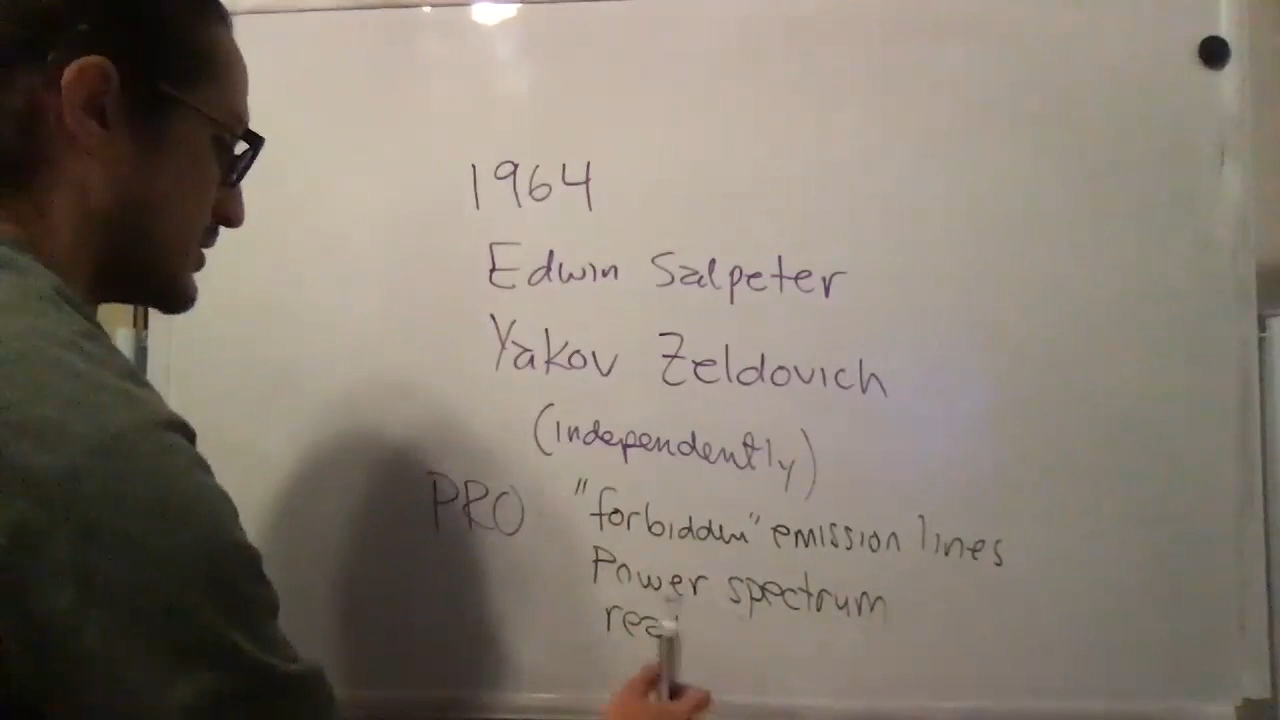 1964
Edwin Salpeter
Yakov Zeldovich
(independently)
PRO "forbidden" emission lines
Power spectrum